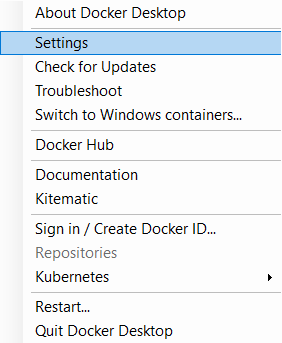 About Docker Desktop
Settings
Check for Updates
Troubleshoot
Switch to Windows containers...
Docker Hub
Documentation
Kitematic
Sign in / Create Docker ID...
Repositories
Kubernetes
Restart...
Quit Docker Desktop